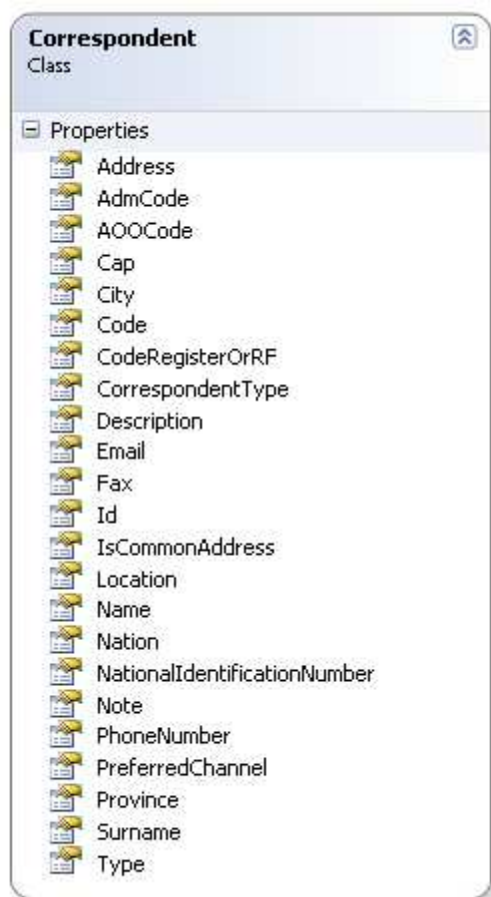 Correspondent
Class
Properties
Address
AdmCode
AOOCode
Cap
City
Code
CodeRegisterOrRF
CorrespondentType
Description
Email
Fax
Id
IsCommonAddress
Location
Name
Nation
NationalIdentificationNumber
Note
PhoneNumber
PreferredChannel
Province
Surname
Type